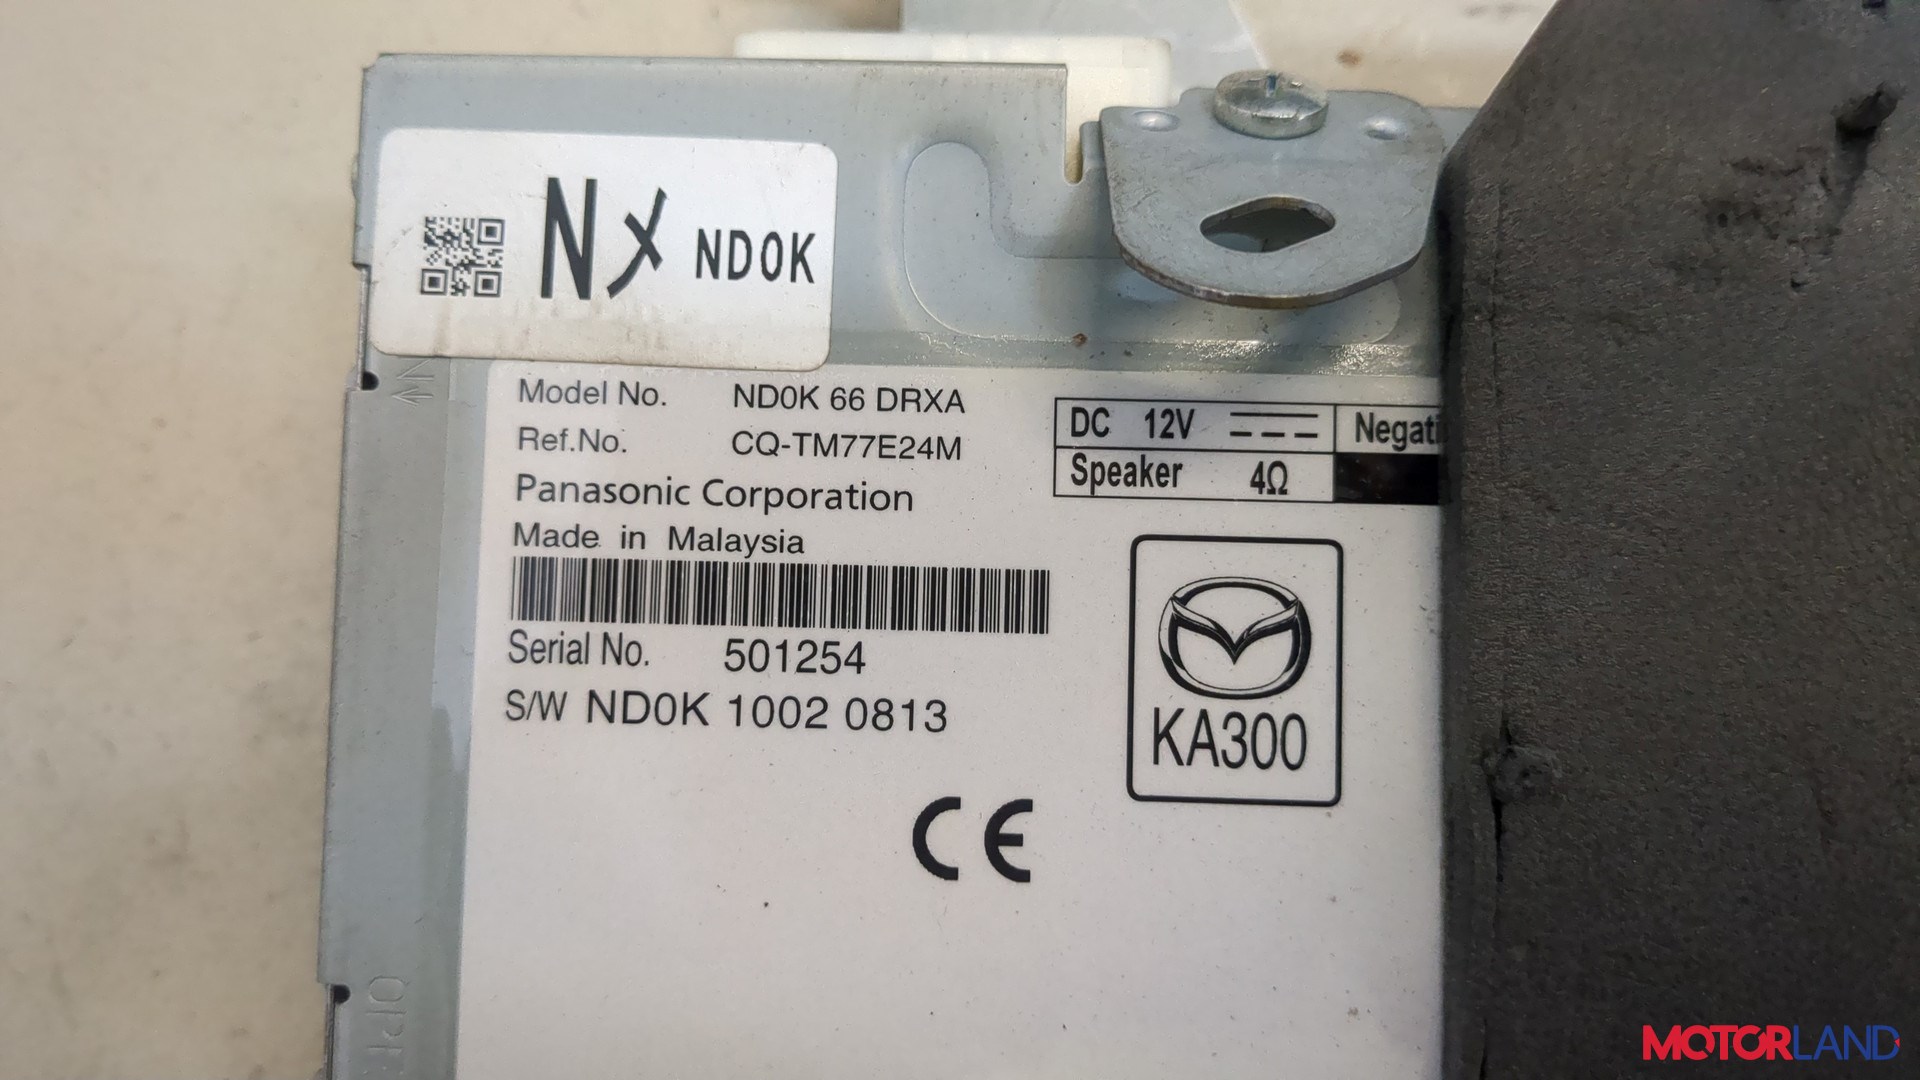 NX ND0K
Model No. ND0K 66 DRXA
Ref.No. CQ-TM77E24M
Panasonic Corporation
Made in Malaysia
Serial No. 501254
S/W ND0K 1002 0813
DC 12V
Speaker 4Ω
KA300
CE
MOTORLAND